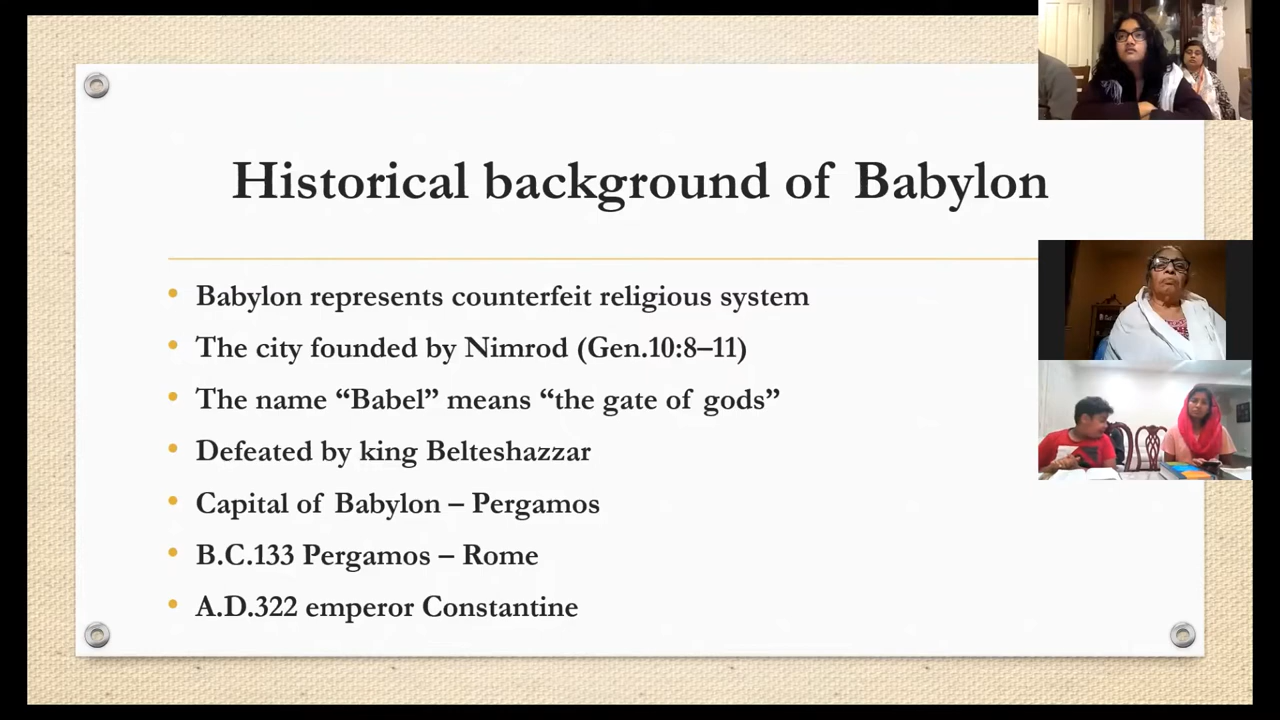 Historical background of Babylon
• Babylon represents counterfeit religious system
• The city founded by Nimrod (Gen.10:8–11)
• The name “Babel” means “the gate of gods”
• Defeated by king Belteshazzar
• Capital of Babylon – Pergamos
• B.C.133 Pergamos – Rome
• A.D.322 emperor Constantine